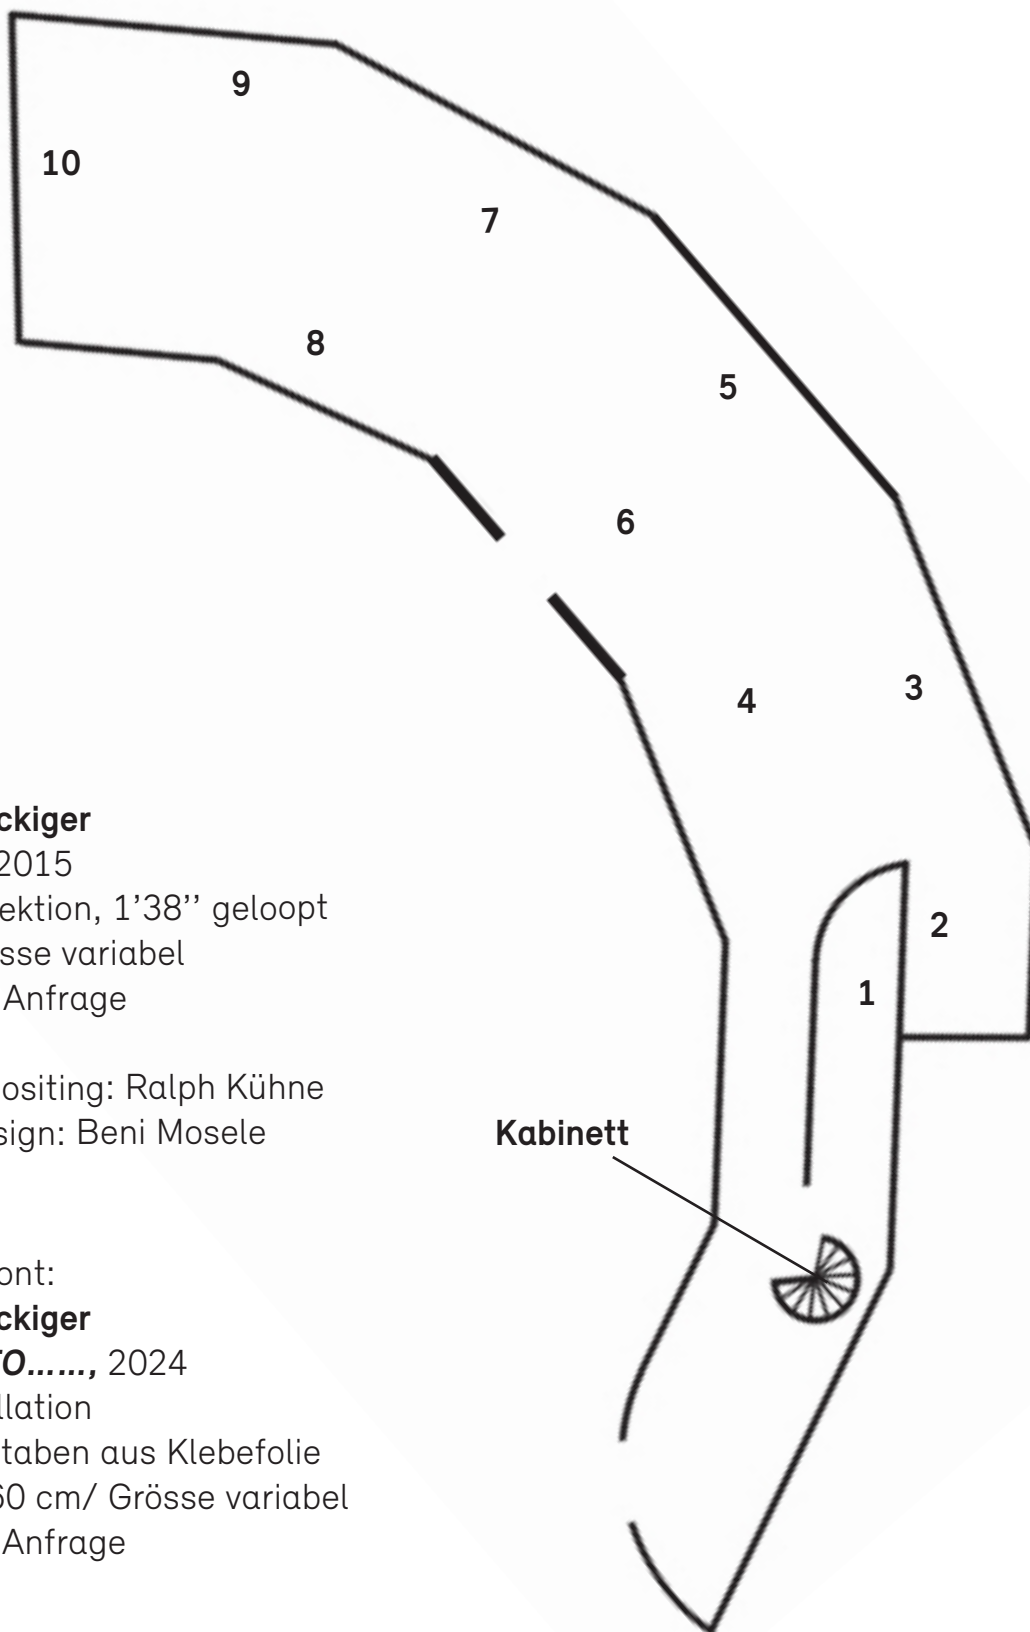 9
10
7
8
5
6
3
4
ckiger
2015
ektion, 1’38’’ geloopt
sse variabel
Anfrage
2
1
ositing: Ralph Kühne
sign: Beni Mosele
Kabinett
ont:
ckiger
TO......, 2024
llation
taben aus Klebefolie
60 cm/ Grösse variabel
Anfrage